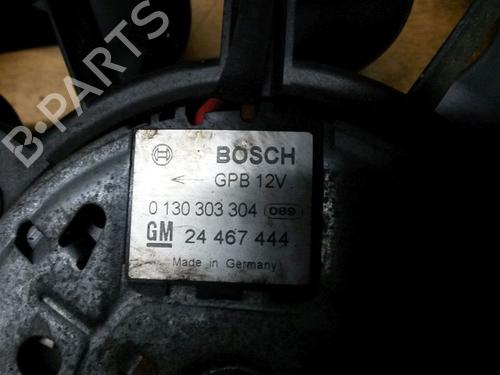 B-PARTS
BOSCH
← GPB 12V
0 130 303 304 089
GM 24 467 444
Made in Germany